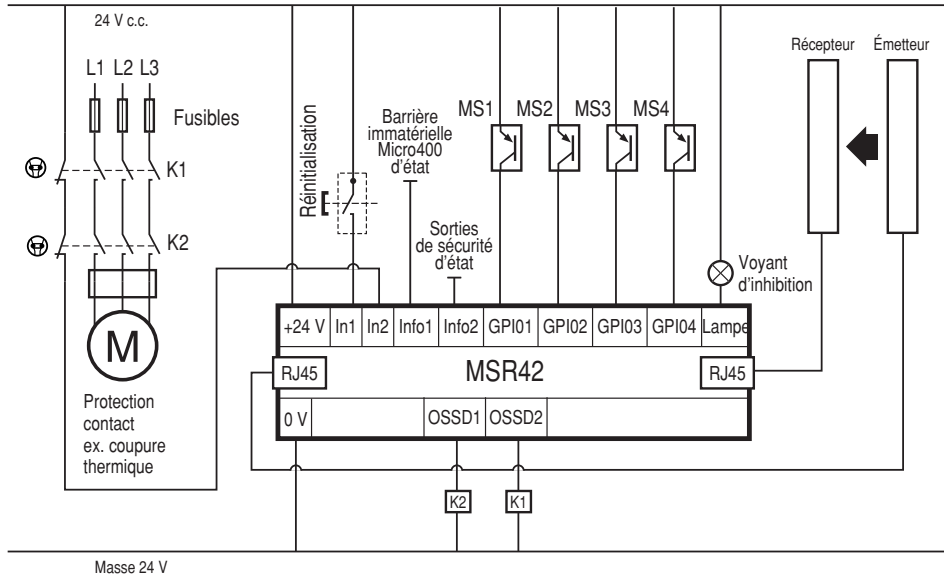 24 V c.c.
L1 L2 L3
Fusibles
K1
K2
M
Protection
contact
ex. coupure
thermique
Réinitialisation
Barrière
immatérielle
Micro400
d'état
Sorties
de sécurité
d'état
MS1 MS2 MS3 MS4
Récepteur Émetteur
Voyant
d'inhibition
+24 V In1 In2 Info1 Info2 GPI01 GPI02 GPI03 GPI04 Lampe
RJ45 MSR42 RJ45
0 V OSSD1 OSSD2
K2 K1
Masse 24 V